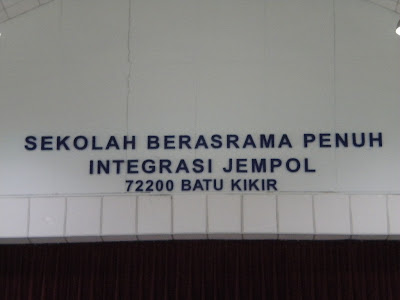 SEKOLAH BERASRAMA PENUH
INTEGRASI JEMPOL
72200 BATU KIKIR